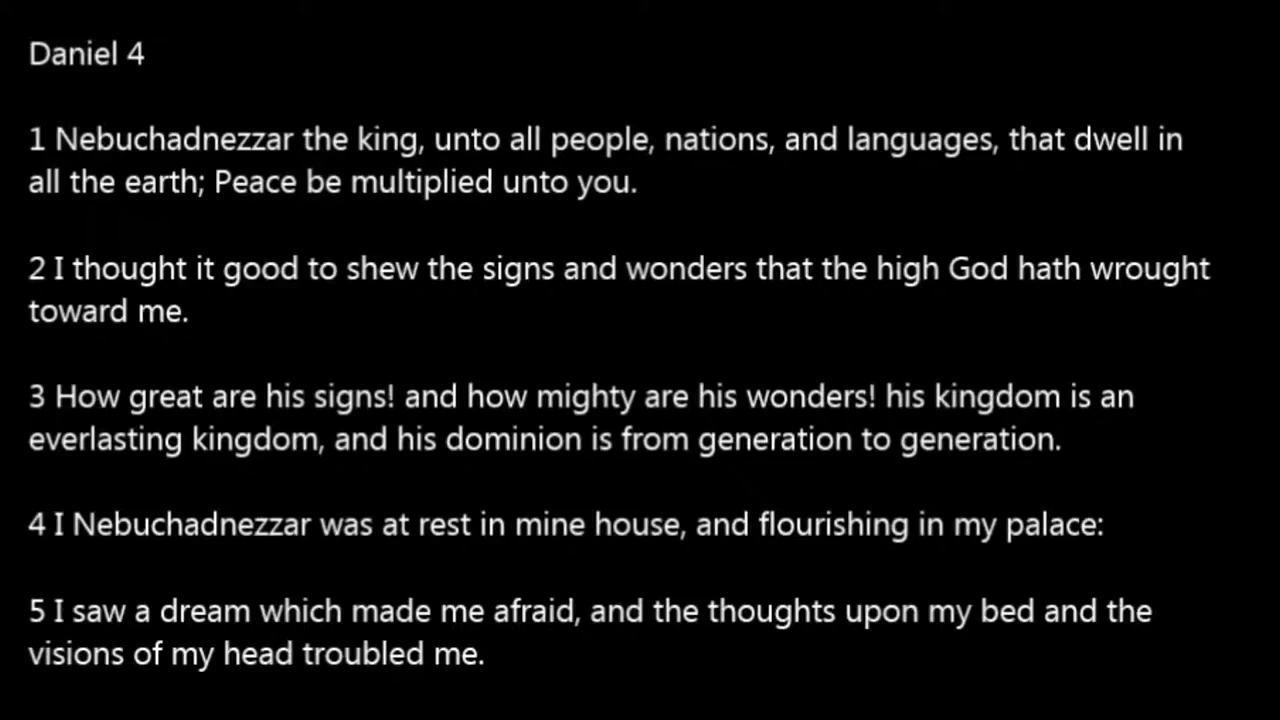 Daniel 4
1 Nebuchadnezzar the king, unto all people, nations, and languages, that dwell in
all the earth; Peace be multiplied unto you.
2 I thought it good to shew the signs and wonders that the high God hath wrought
toward me.
3 How great are his signs! and how mighty are his wonders! his kingdom is an
everlasting kingdom, and his dominion is from generation to generation.
4 I Nebuchadnezzar was at rest in mine house, and flourishing in my palace:
5 I saw a dream which made me afraid, and the thoughts upon my bed and the
visions of my head troubled me.